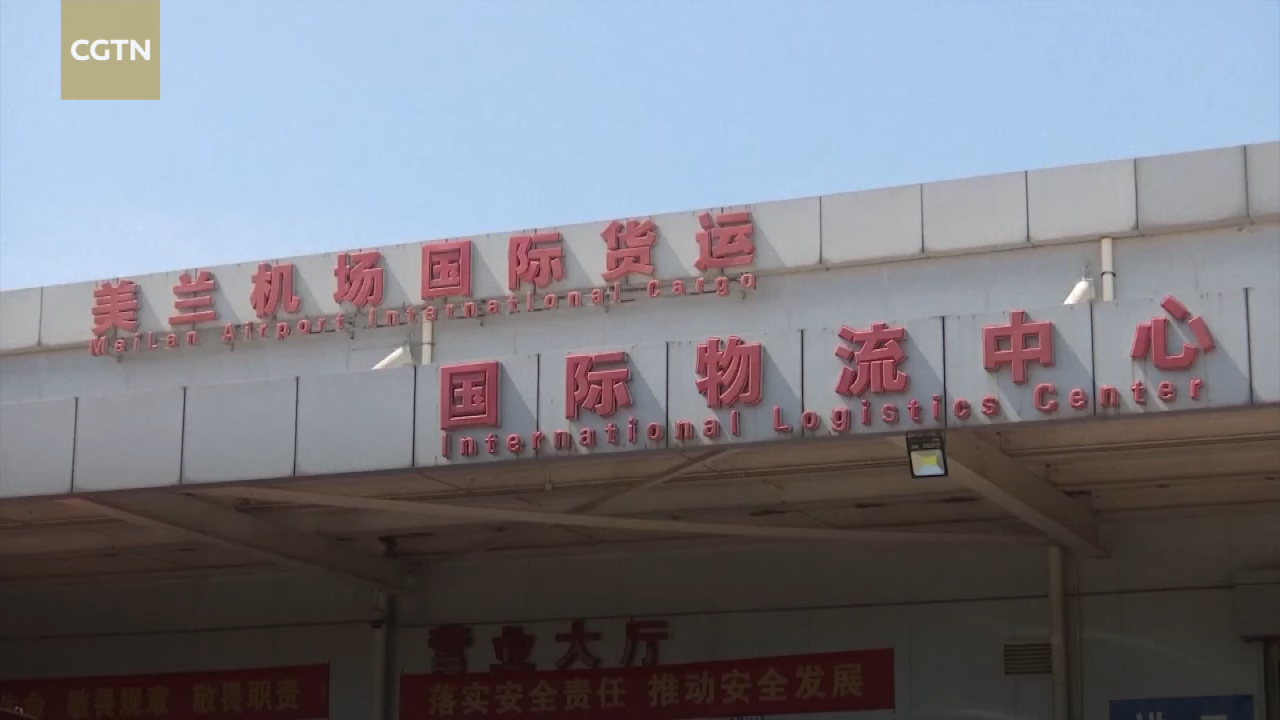 CGTN
美兰机场国际货运
MeiLan Airport International Cargo
国际物流中心
International Logistics Center
营业大厅
敬畏规章 敬畏职责
落实安全责任 推动安全发展